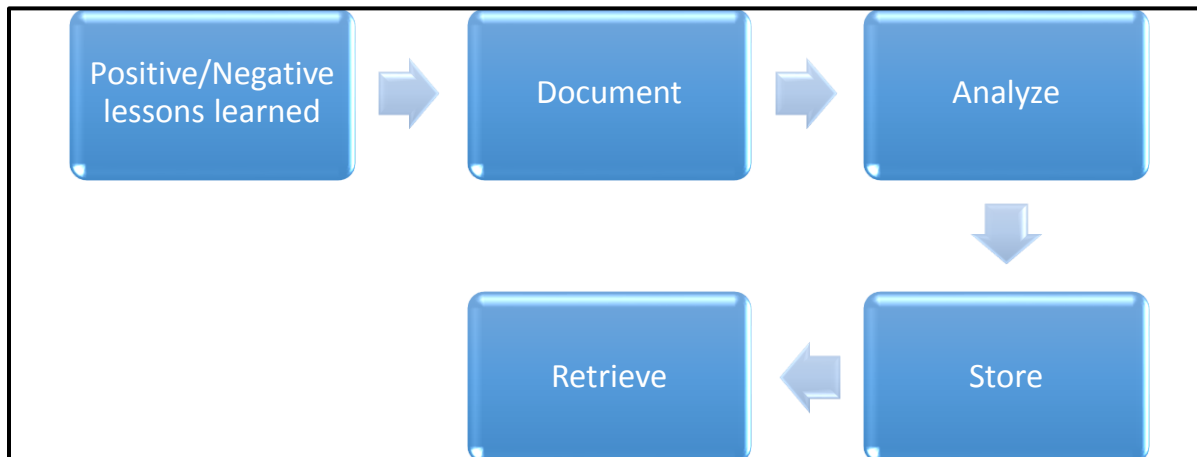 Positive/Negative
lessons learned
Document
Analyze
Retrieve
Store